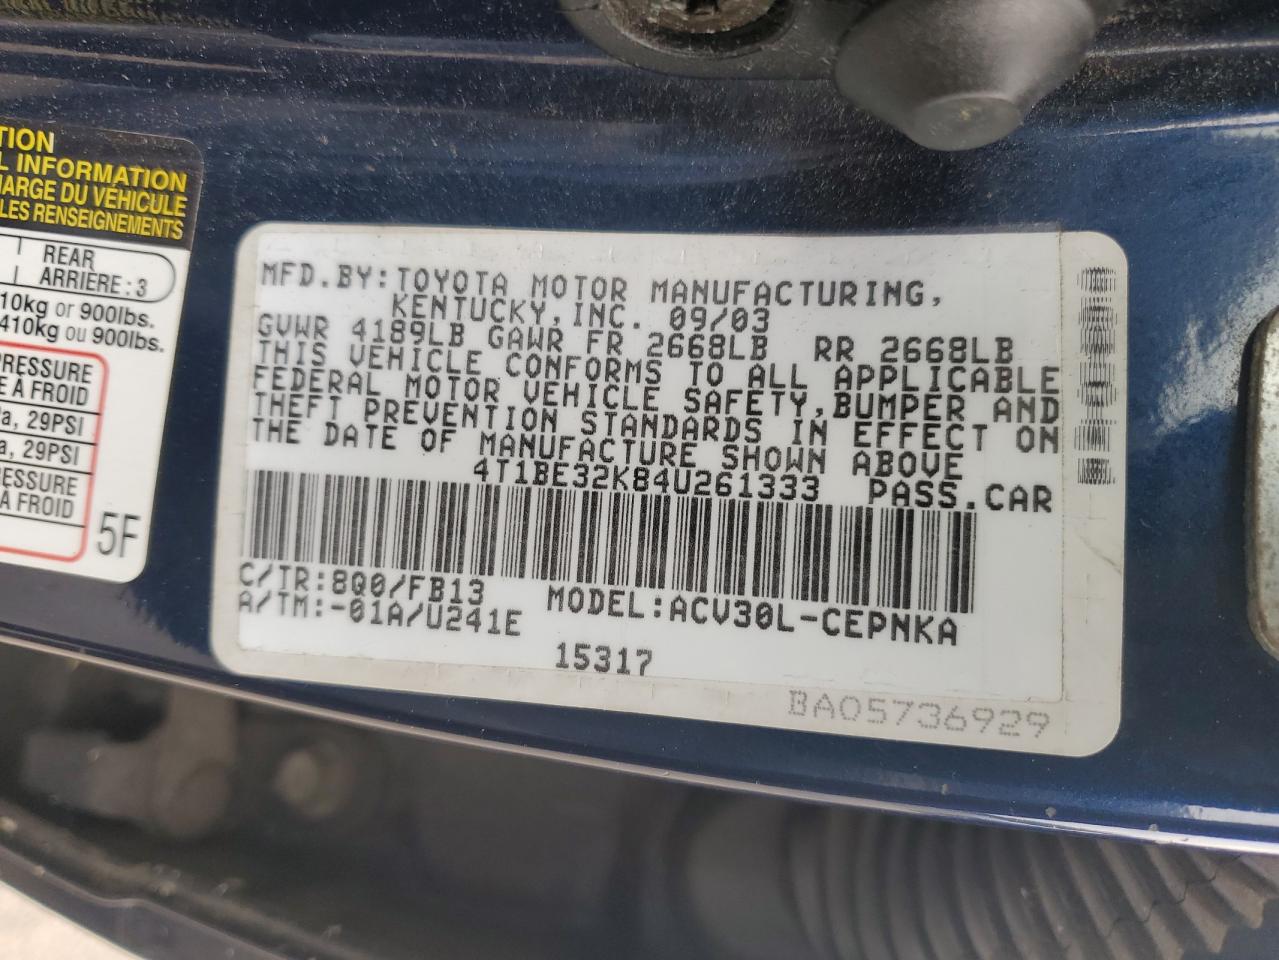 TION
L INFORMATION
HARGE DU VÉHICULE
LES RENSEIGNEMENTS
REAR
ARRIÈRE : 3
10kg or 900lbs.
410kg ou 900lbs.
PRESSURE
E À FROID
a, 29PSI
a, 29PSI
PRESSURE
À FROID
5F
MFD.BY:TOYOTA MOTOR MANUFACTURING,
KENTUCKY,INC. 09/03
GVWR 4189LB GAWR FR 2668LB RR 2668LB
THIS VEHICLE CONFORMS TO ALL APPLICABLE
FEDERAL MOTOR VEHICLE SAFETY,BUMPER AND
THEFT PREVENTION STANDARDS IN EFFECT ON
THE DATE OF MANUFACTURE SHOWN ABOVE
4T1BE32K84U261333 PASS.CAR
C/TR:8Q0/FB13
A/TM:-01A/U241E
MODEL:ACV30L-CEPNKA
15317
BA05736929